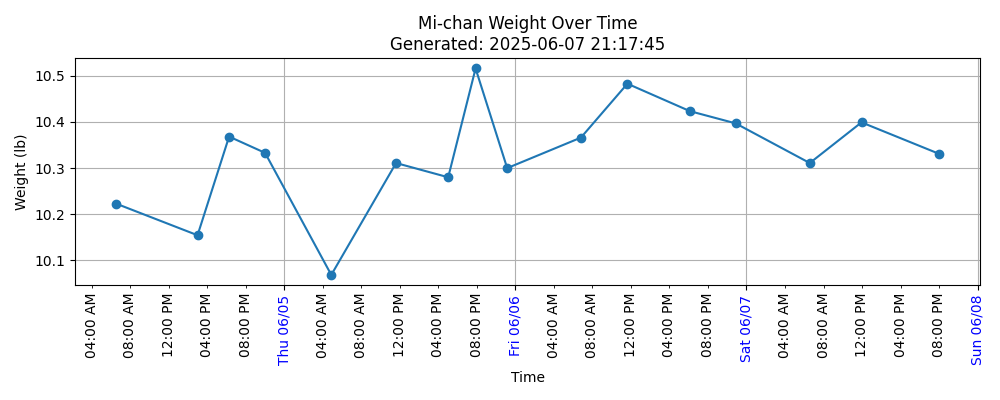 Mi-chan Weight Over Time
Generated: 2025-06-07 21:17:45
Weight (lb)
10.5
10.4
10.3
10.2
10.1
04:00 AM
08:00 AM
12:00 PM
04:00 PM
08:00 PM
Thu 06/05
04:00 AM
08:00 AM
12:00 PM
04:00 PM
08:00 PM
Fri 06/06
04:00 AM
08:00 AM
12:00 PM
04:00 PM
08:00 PM
Sat 06/07
04:00 AM
08:00 AM
12:00 PM
04:00 PM
08:00 PM
Sun 06/08
Time